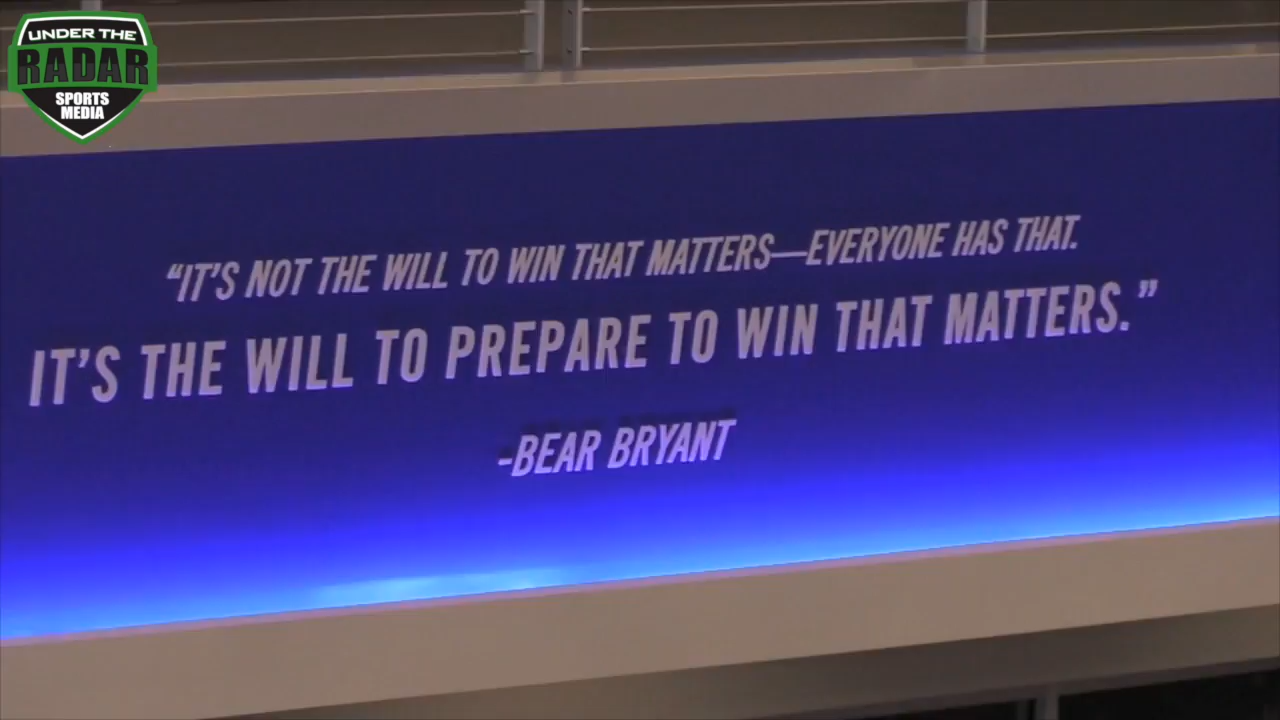 UNDER THE
RADAR
SPORTS
MEDIA
“IT’S NOT THE WILL TO WIN THAT MATTERS—EVERYONE HAS THAT.
IT’S THE WILL TO PREPARE TO WIN THAT MATTERS.”
-BEAR BRYANT